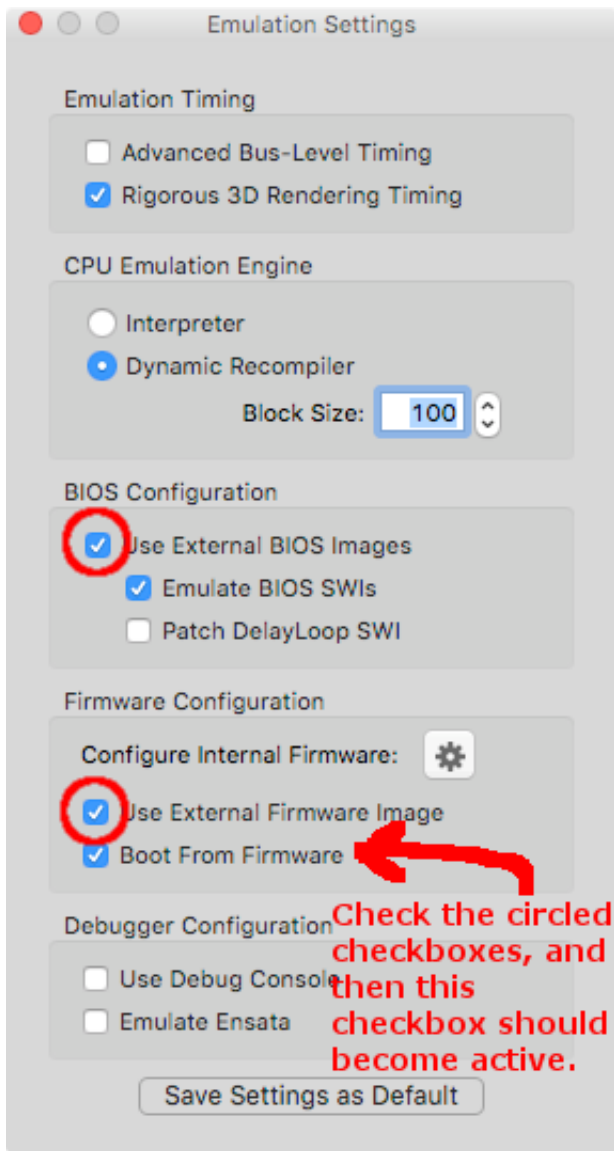 Emulation Settings
Emulation Timing
Advanced Bus-Level Timing
Rigorous 3D Rendering Timing
CPU Emulation Engine
Interpreter
Dynamic Recompiler
Block Size: 100
BIOS Configuration
Use External BIOS Images
Emulate BIOS SWIs
Patch DelayLoop SWI
Firmware Configuration
Configure Internal Firmware:
Use External Firmware Image
Boot From Firmware
Debugger Configuration
Use Debug Console
Emulate Ensata
Check the circled
checkboxes, and
then this
checkbox should
become active.
Save Settings as Default